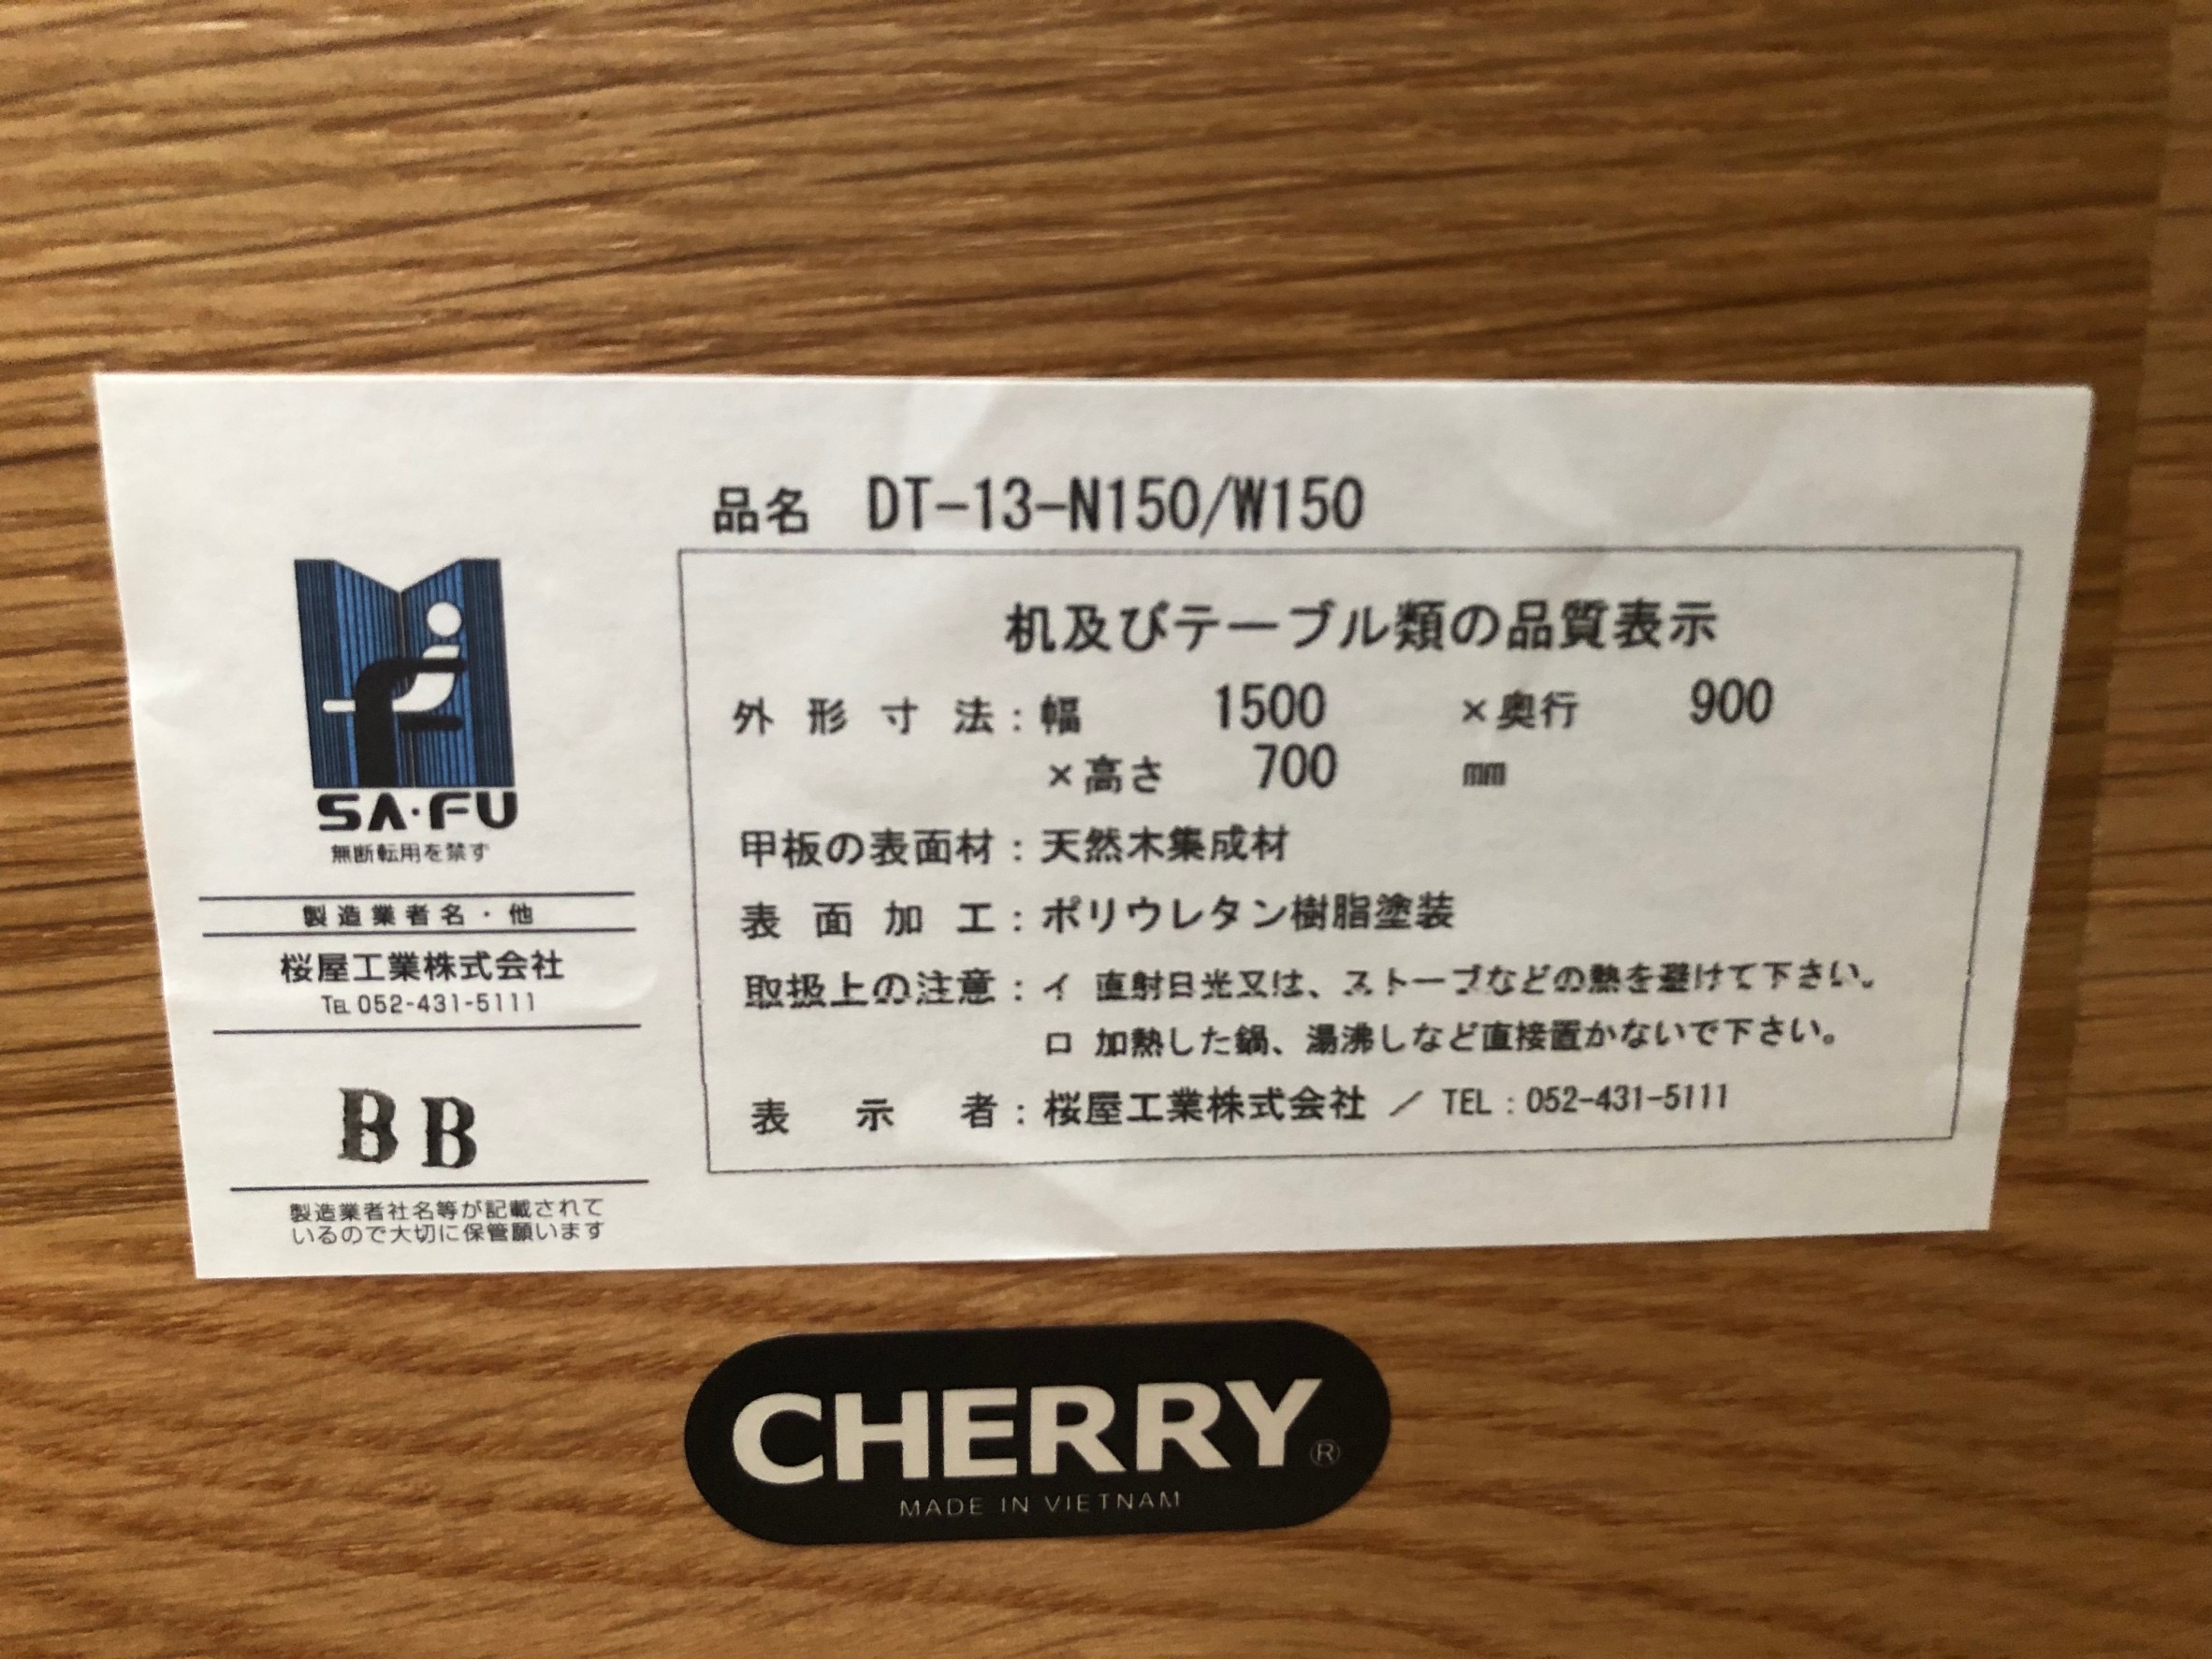 品名 DT-13-N150/W150
机及びテーブル類の品質表示
外形寸法:幅 1500 ×奥行 900
×高さ 700 mm
甲板の表面材:天然木集成材
表面加工:ポリウレタン樹脂塗装
取扱上の注意:イ 直射日光又は、ストーブなどの熱を避けて下さい。
ロ 加熱した鍋、湯沸しなど直接置かないで下さい。
表示者:桜屋工業株式会社 / TEL:052-431-5111
SA・FU
無断転用を禁ず
製造業者名・他
桜屋工業株式会社
TEL 052-431-5111
BB
製造業者社名等が記載されて
いるので大切に保管願います
CHERRY®
MADE IN VIETNAM